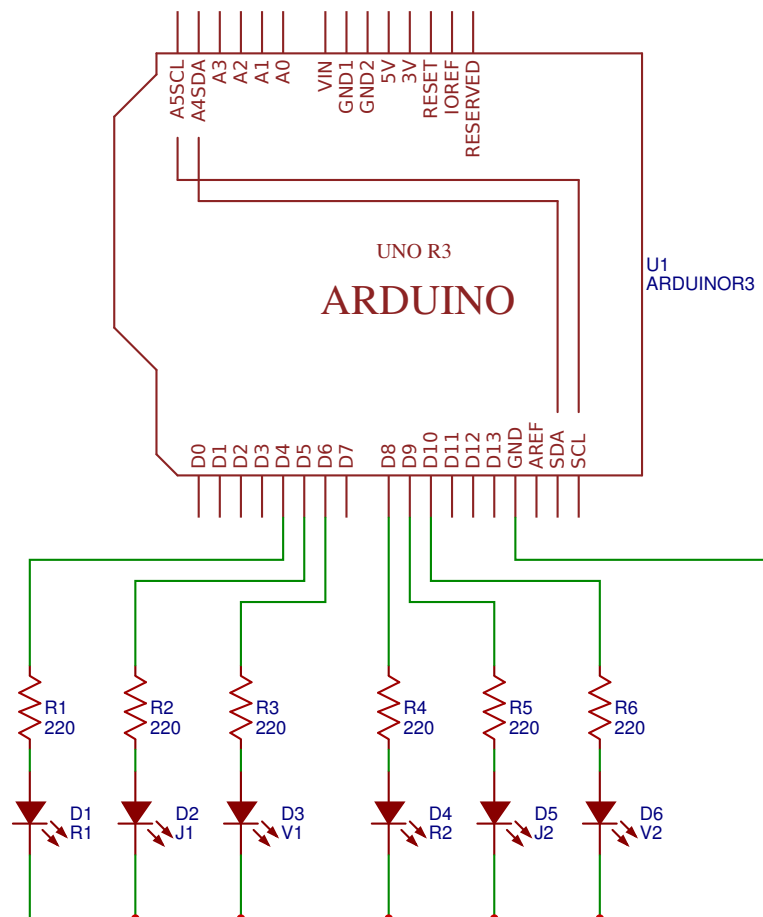 A5SCL
A4SDA
A3
A2
A1
A0
VIN
GND1
GND2
5V
3V
RESET
IOREF
RESERVED
UNO R3
ARDUINO
U1
ARDUINOR3
D0
D1
D2
D3
D4
D5
D6
D7
D8
D9
D10
D11
D12
D13
GND
AREF
SDA
SCL
R1
220
R2
220
R3
220
R4
220
R5
220
R6
220
D1
R1
D2
J1
D3
V1
D4
R2
D5
J2
D6
V2